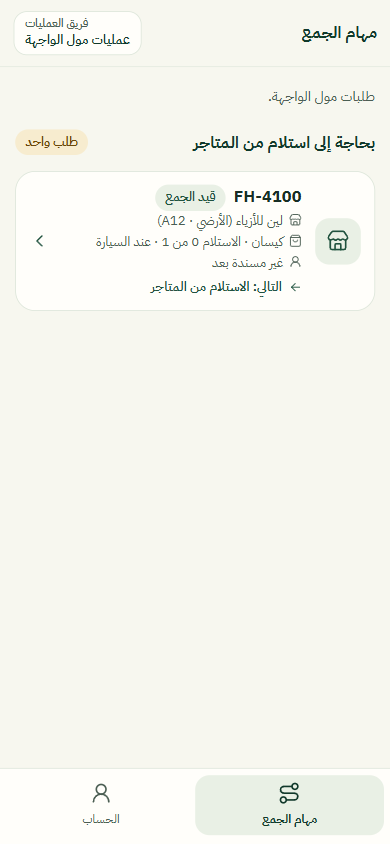 مهام الجمع
فريق العمليات
عمليات مول الواجهة
طلبات مول الواجهة.
بحاجة إلى استلام من المتاجر
طلب واحد
FH-4100
قيد الجمع
لين للأزياء (الأرضي · A12)
كيسان · الاستلام 0 من 1 · عند السيارة
غير مسندة بعد
التالي: الاستلام من المتاجر
مهام الجمع
الحساب